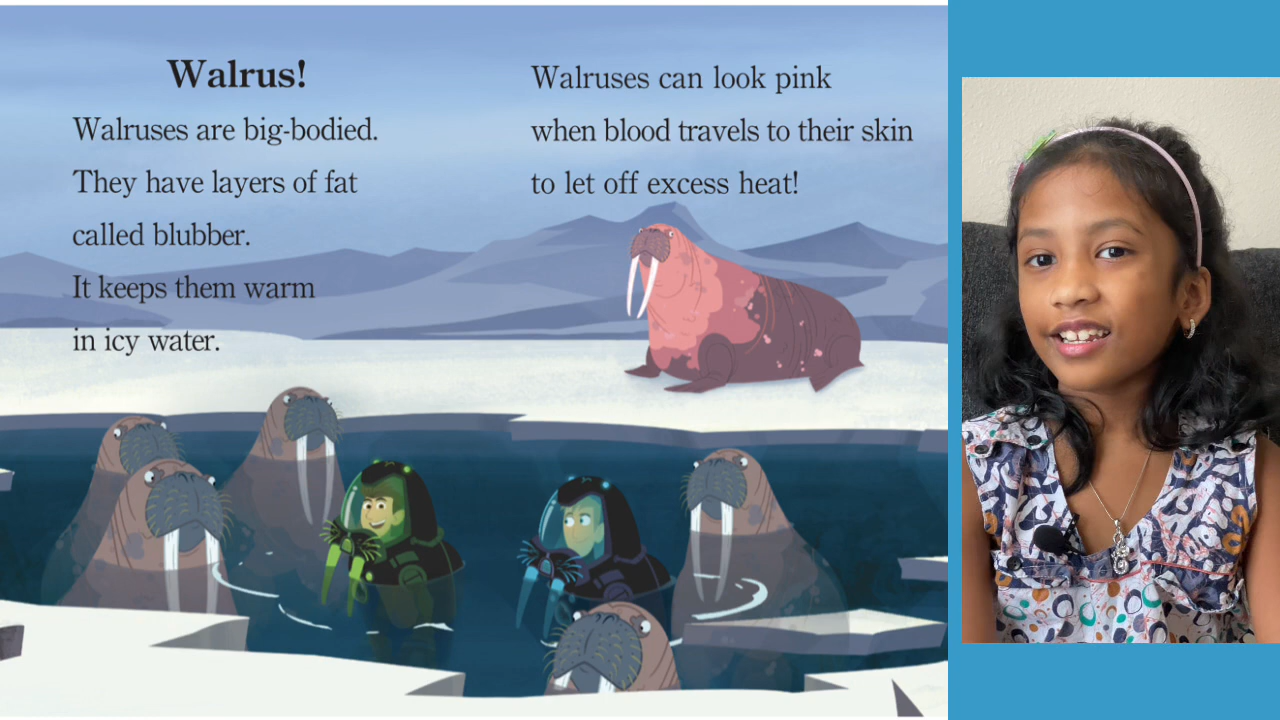 Walrus!
Walruses are big-bodied.
They have layers of fat
called blubber.
It keeps them warm
in icy water.
Walruses can look pink
when blood travels to their skin
to let off excess heat!